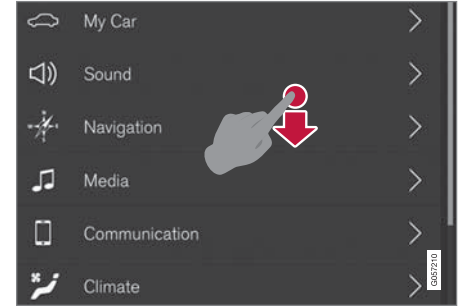 My Car
Sound
Navigation
Media
Communication
Climate
G057210